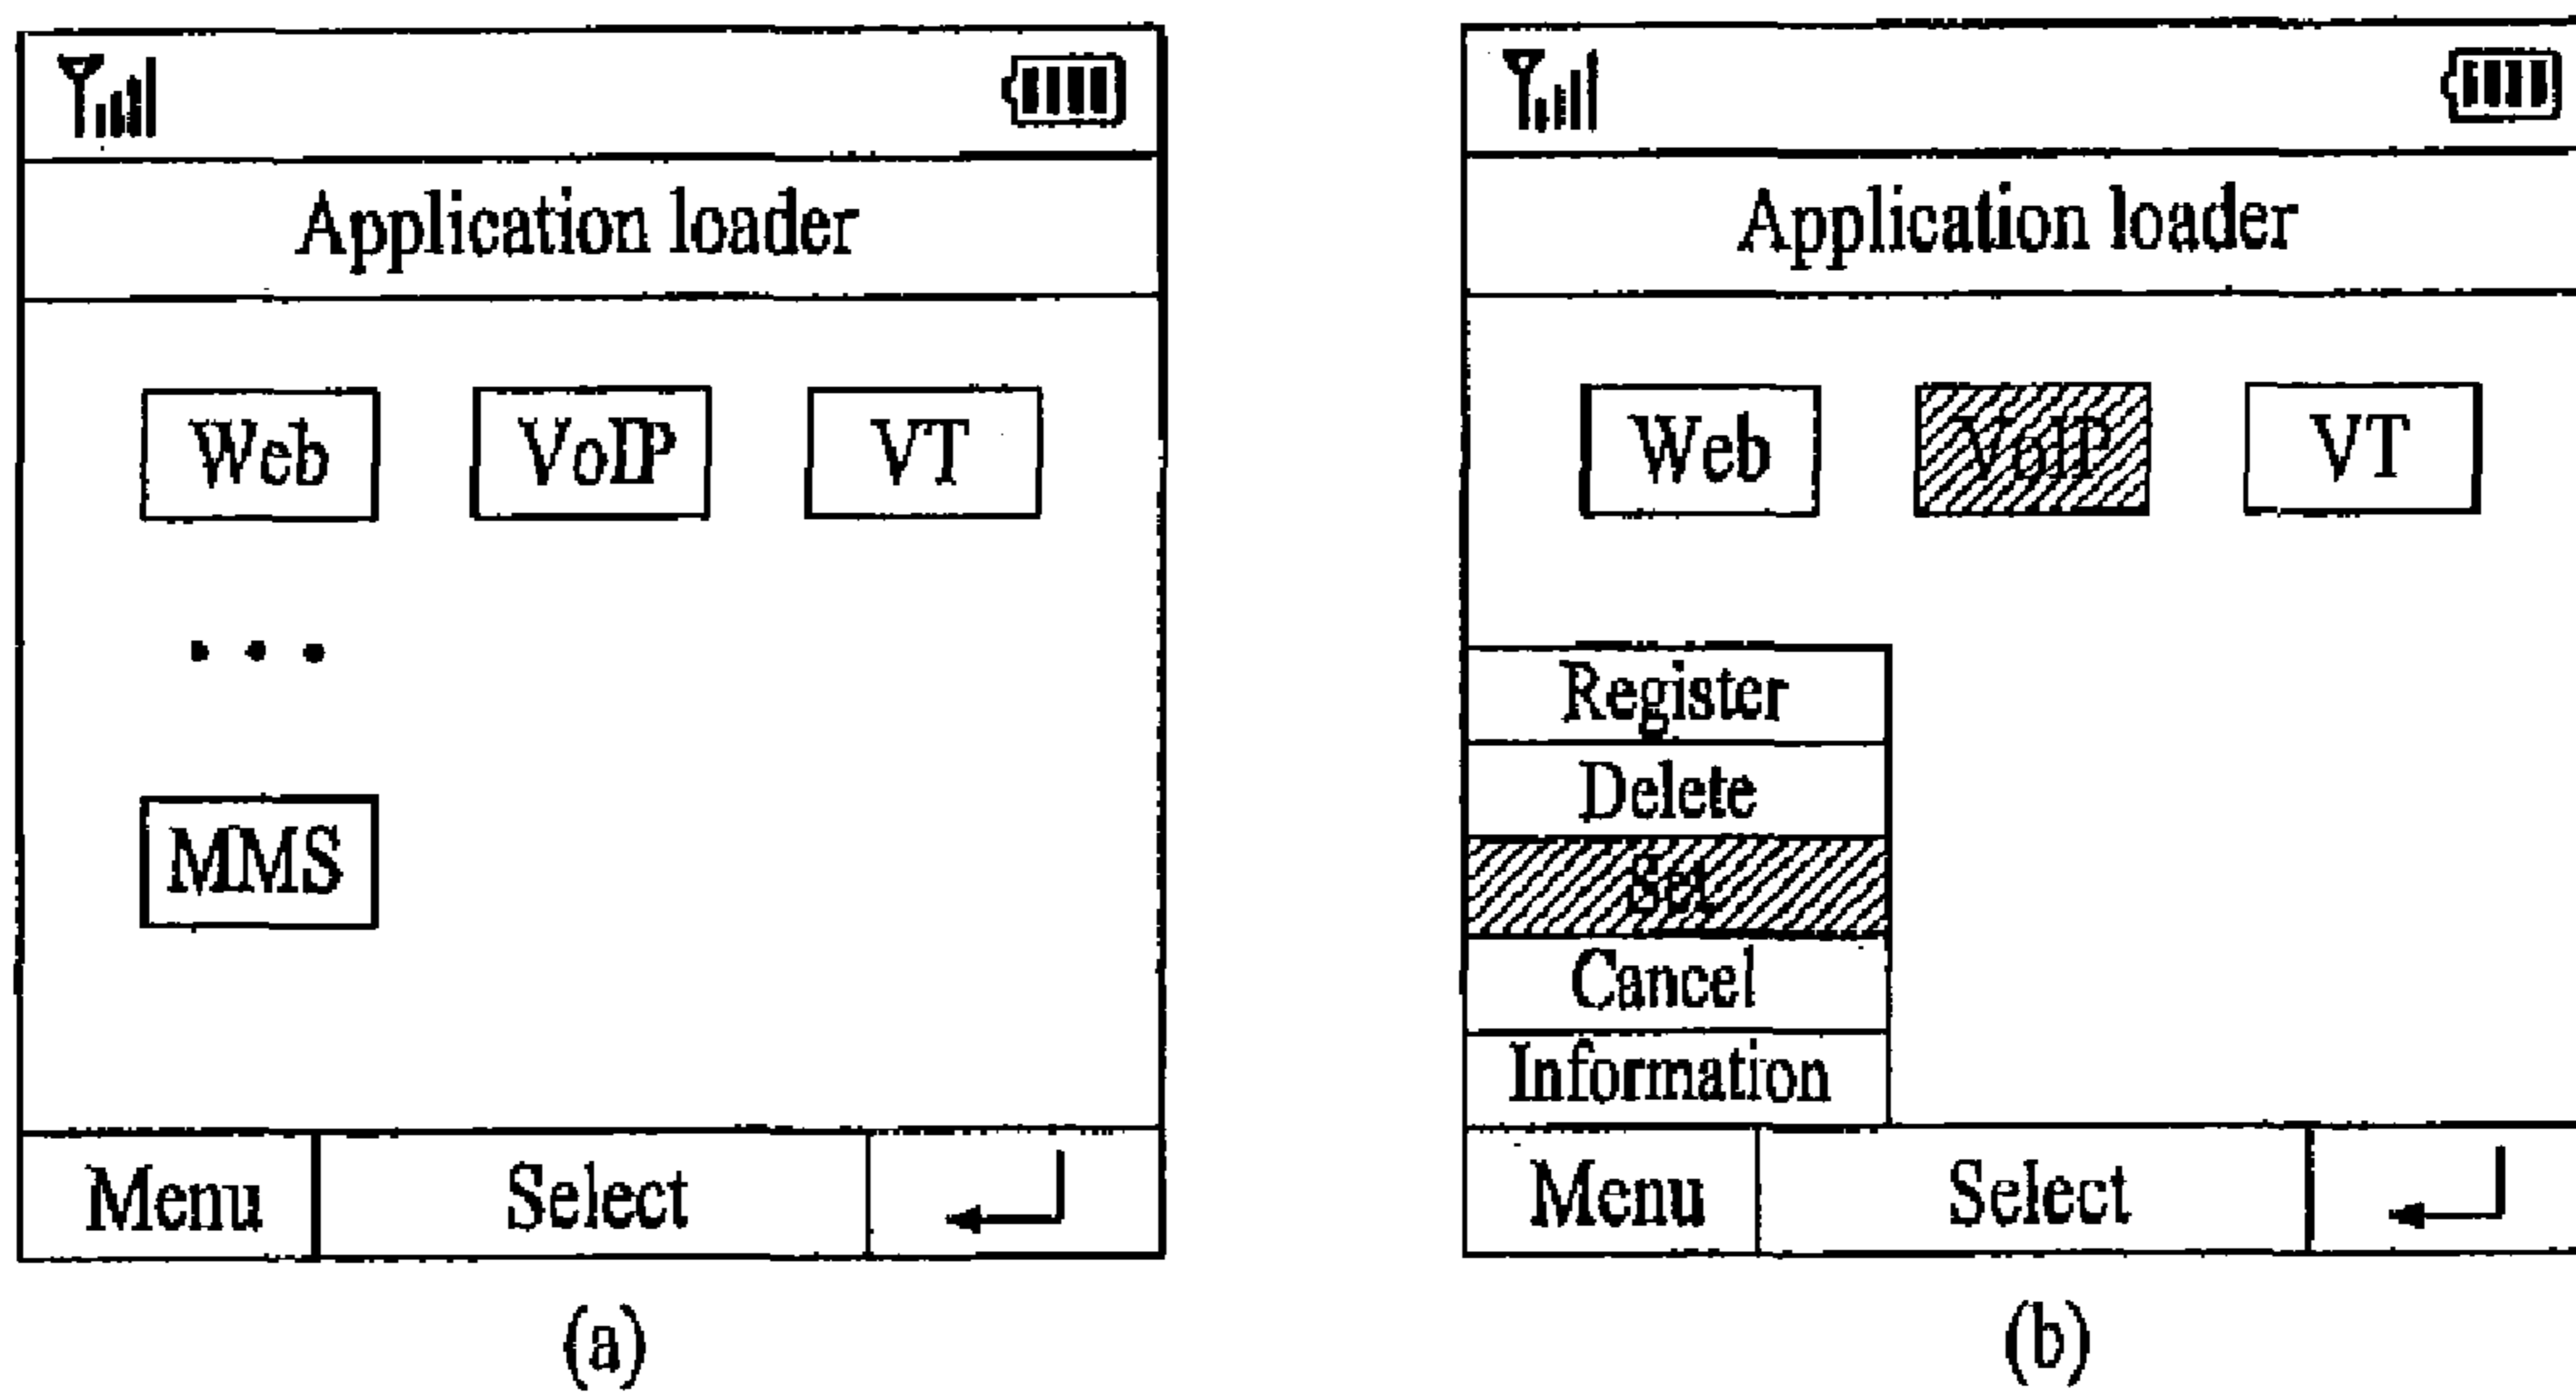 Application loader
Web VoIP VT
• • •
MMS
Menu Select
(a)
Application loader
Web VoIP VT
Register
Delete
Set
Cancel
Information
Menu Select
(b)